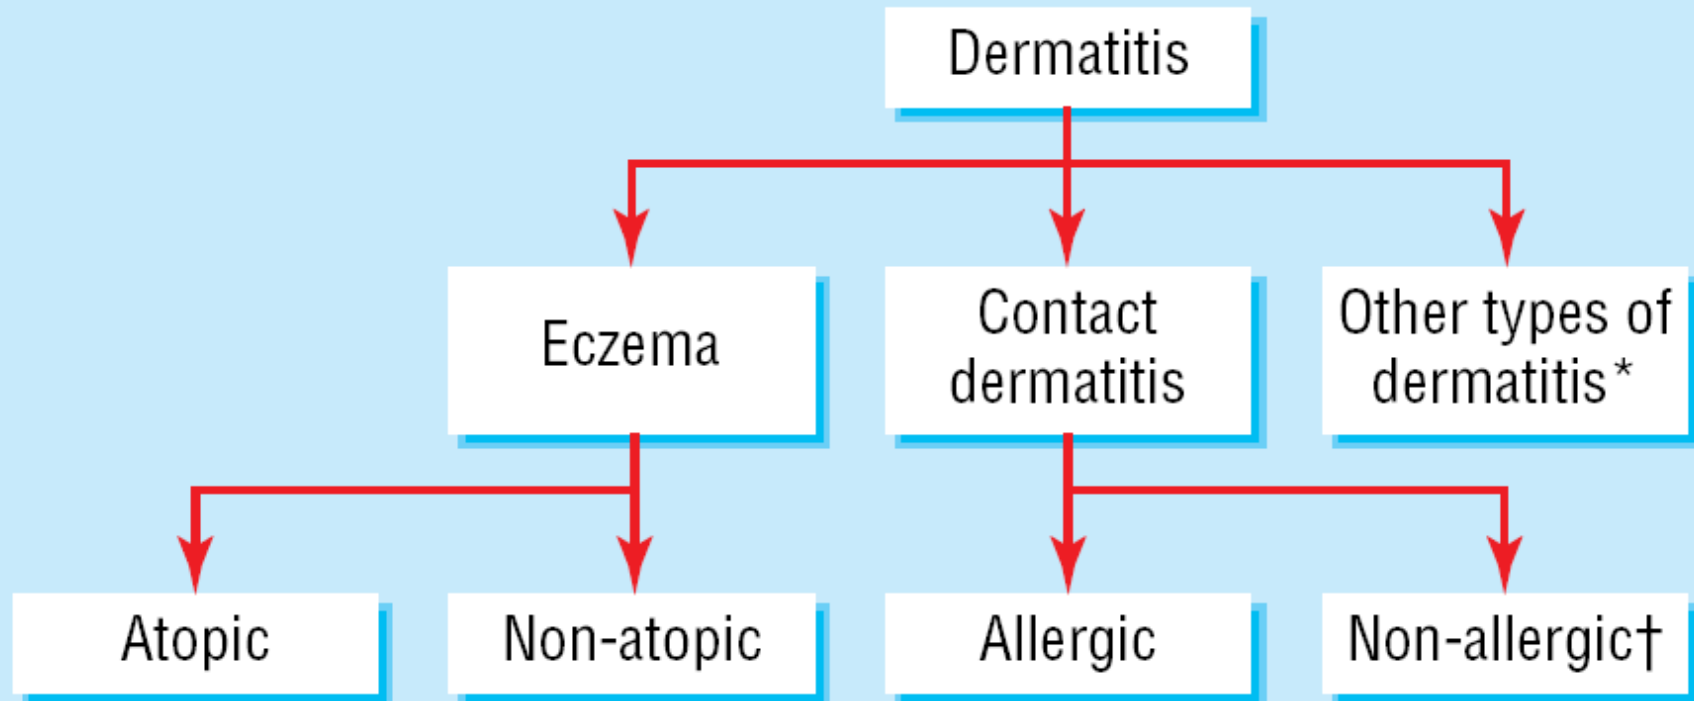 Dermatitis
Eczema
Contact
dermatitis
Other types of
dermatitis*
Atopic
Non-atopic
Allergic
Non-allergic†